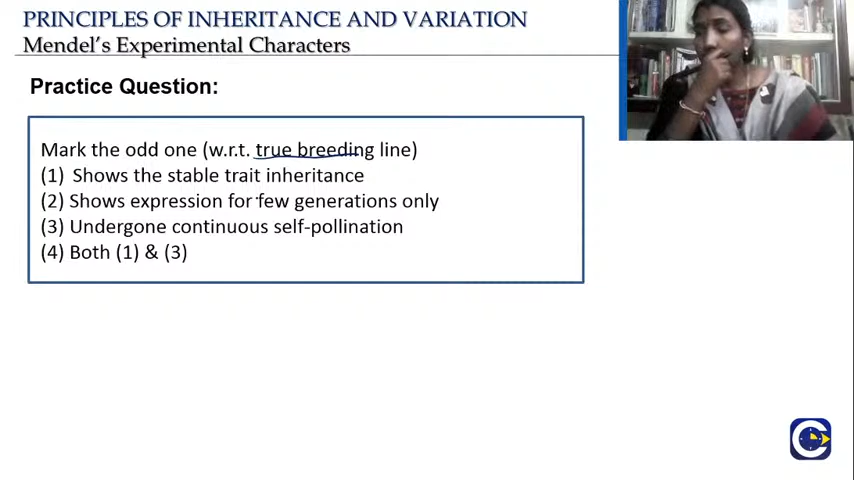 PRINCIPLES OF INHERITANCE AND VARIATION
Mendel's Experimental Characters
Practice Question:
Mark the odd one (w.r.t. true breeding line)
(1) Shows the stable trait inheritance
(2) Shows expression for few generations only
(3) Undergone continuous self-pollination
(4) Both (1) & (3)